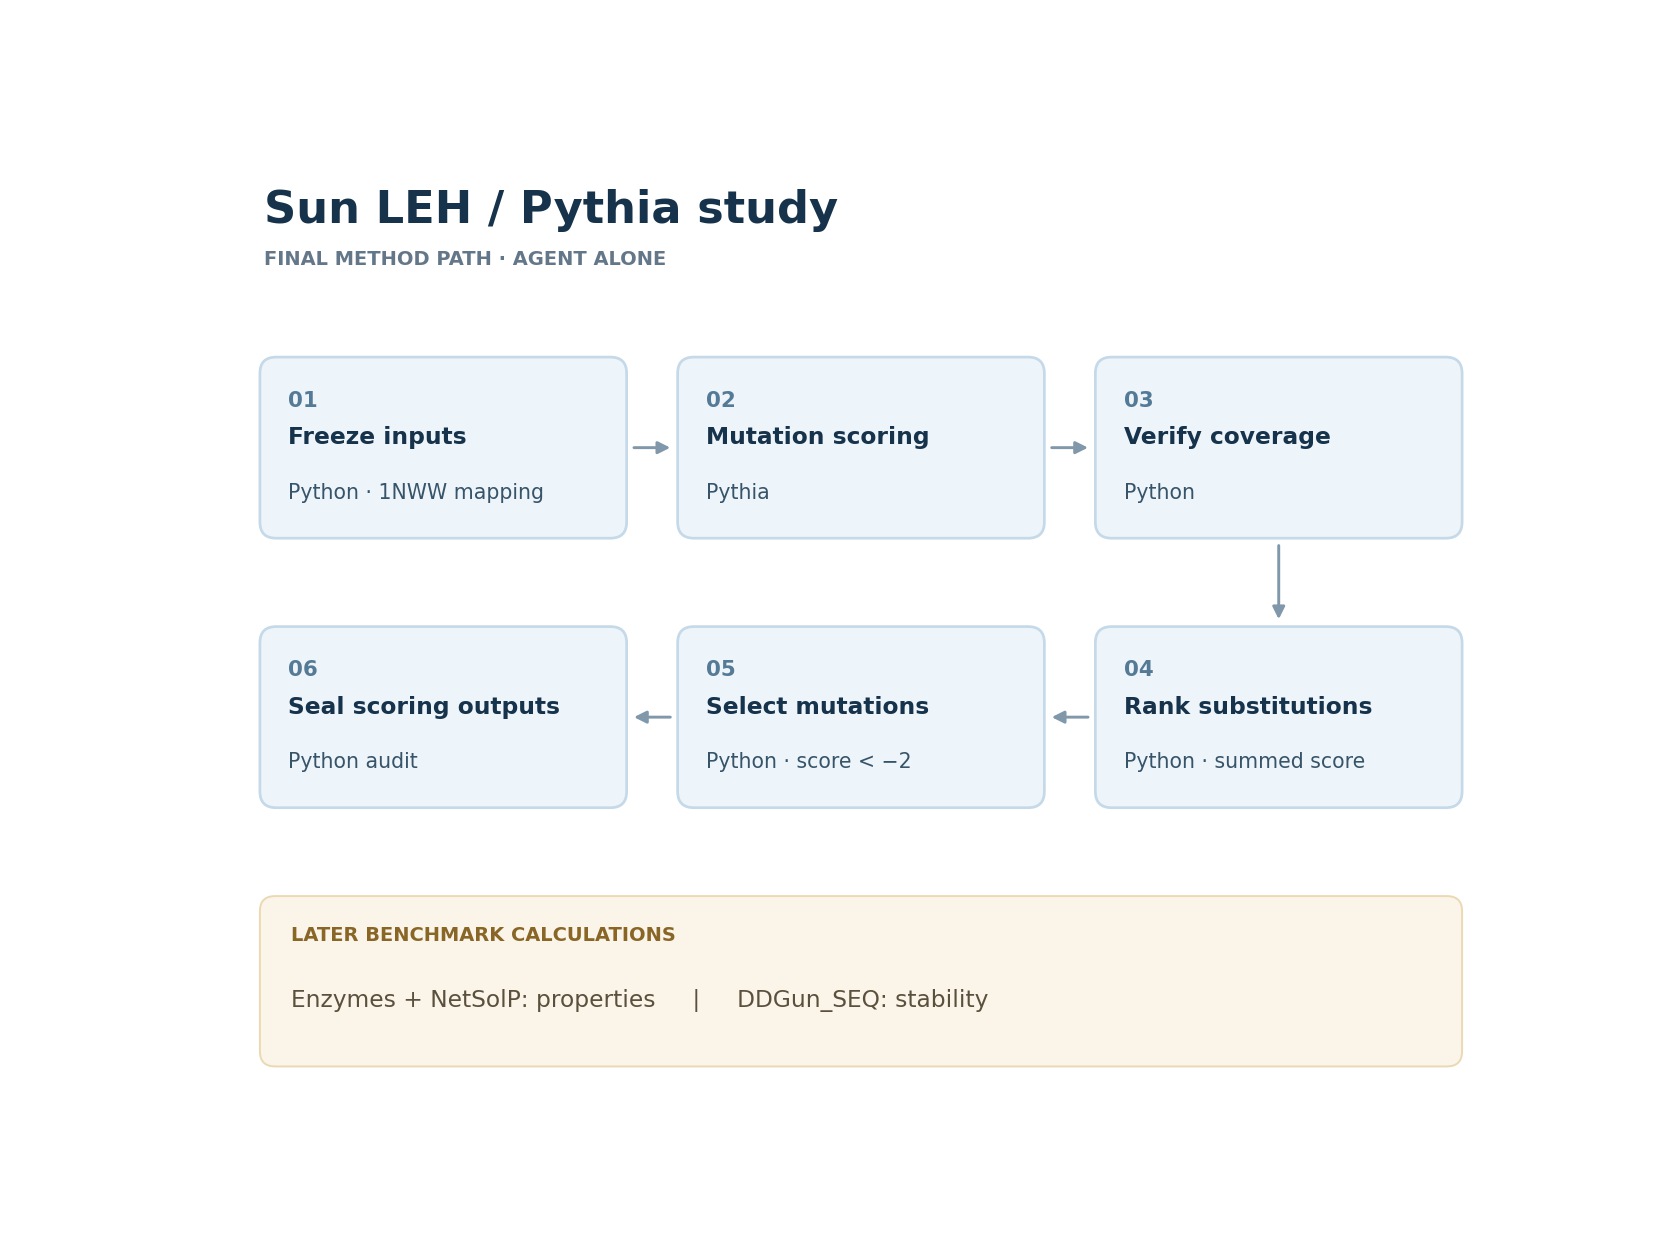 Sun LEH / Pythia study
FINAL METHOD PATH · AGENT ALONE
01
Freeze inputs
Python · 1NWW mapping
02
Mutation scoring
Pythia
03
Verify coverage
Python
04
Rank substitutions
Python · summed score
05
Select mutations
Python · score < −2
06
Seal scoring outputs
Python audit
LATER BENCHMARK CALCULATIONS
Enzymes + NetSolP: properties | DDGun_SEQ: stability